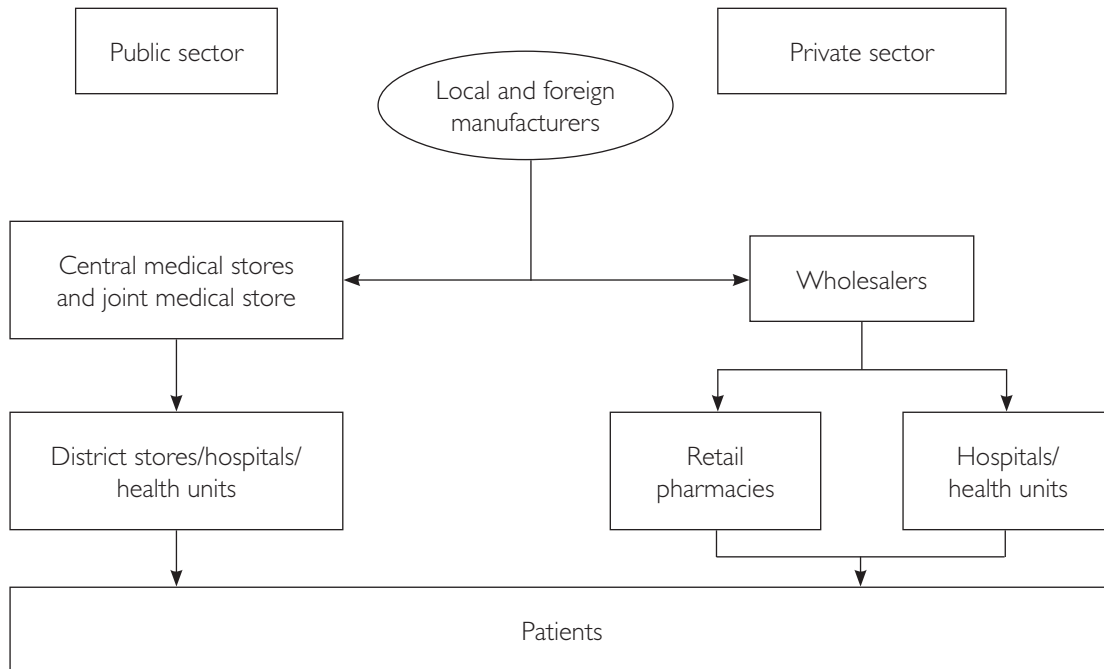 Public sector
Private sector
Local and foreign
manufacturers
Central medical stores
and joint medical store
Wholesalers
District stores/hospitals/
health units
Retail
pharmacies
Hospitals/
health units
Patients